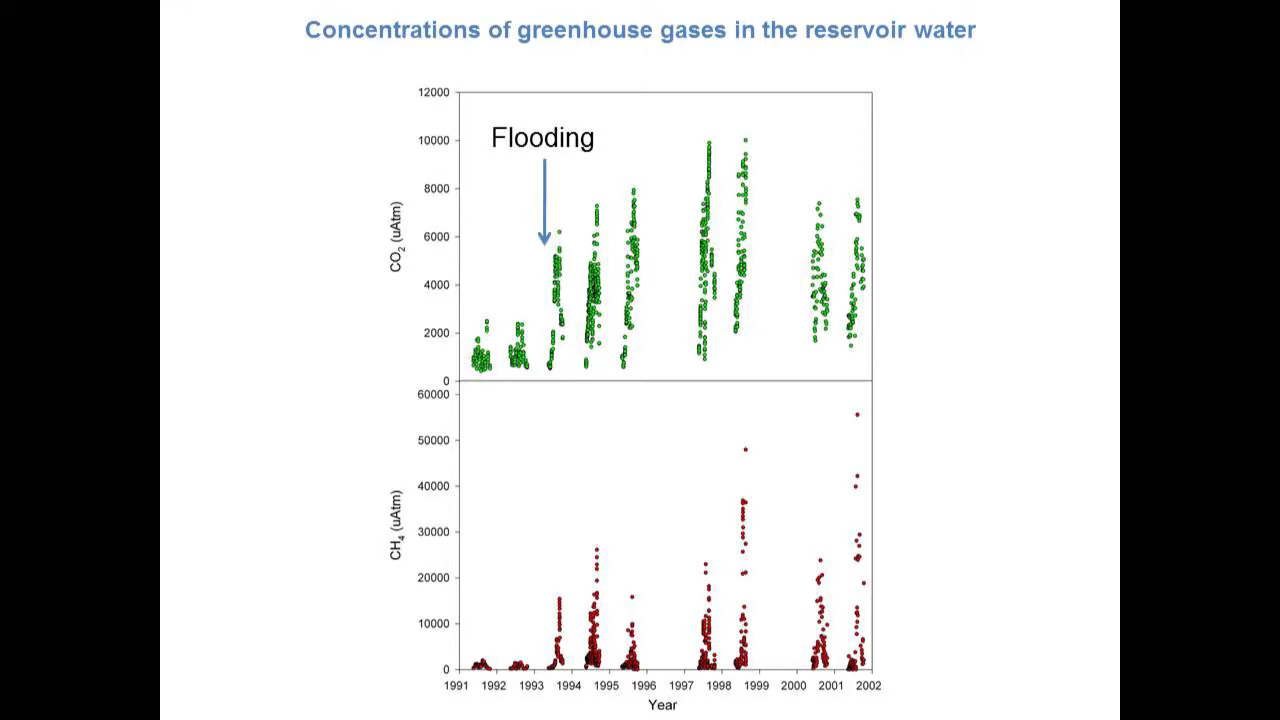 Concentrations of greenhouse gases in the reservoir water
Flooding
CO2 (uAtm)
12000
10000
8000
6000
4000
2000
0
CH4 (uAtm)
60000
50000
40000
30000
20000
10000
0
1991 1992 1993 1994 1995 1996 1997 1998 1999 2000 2001 2002
Year